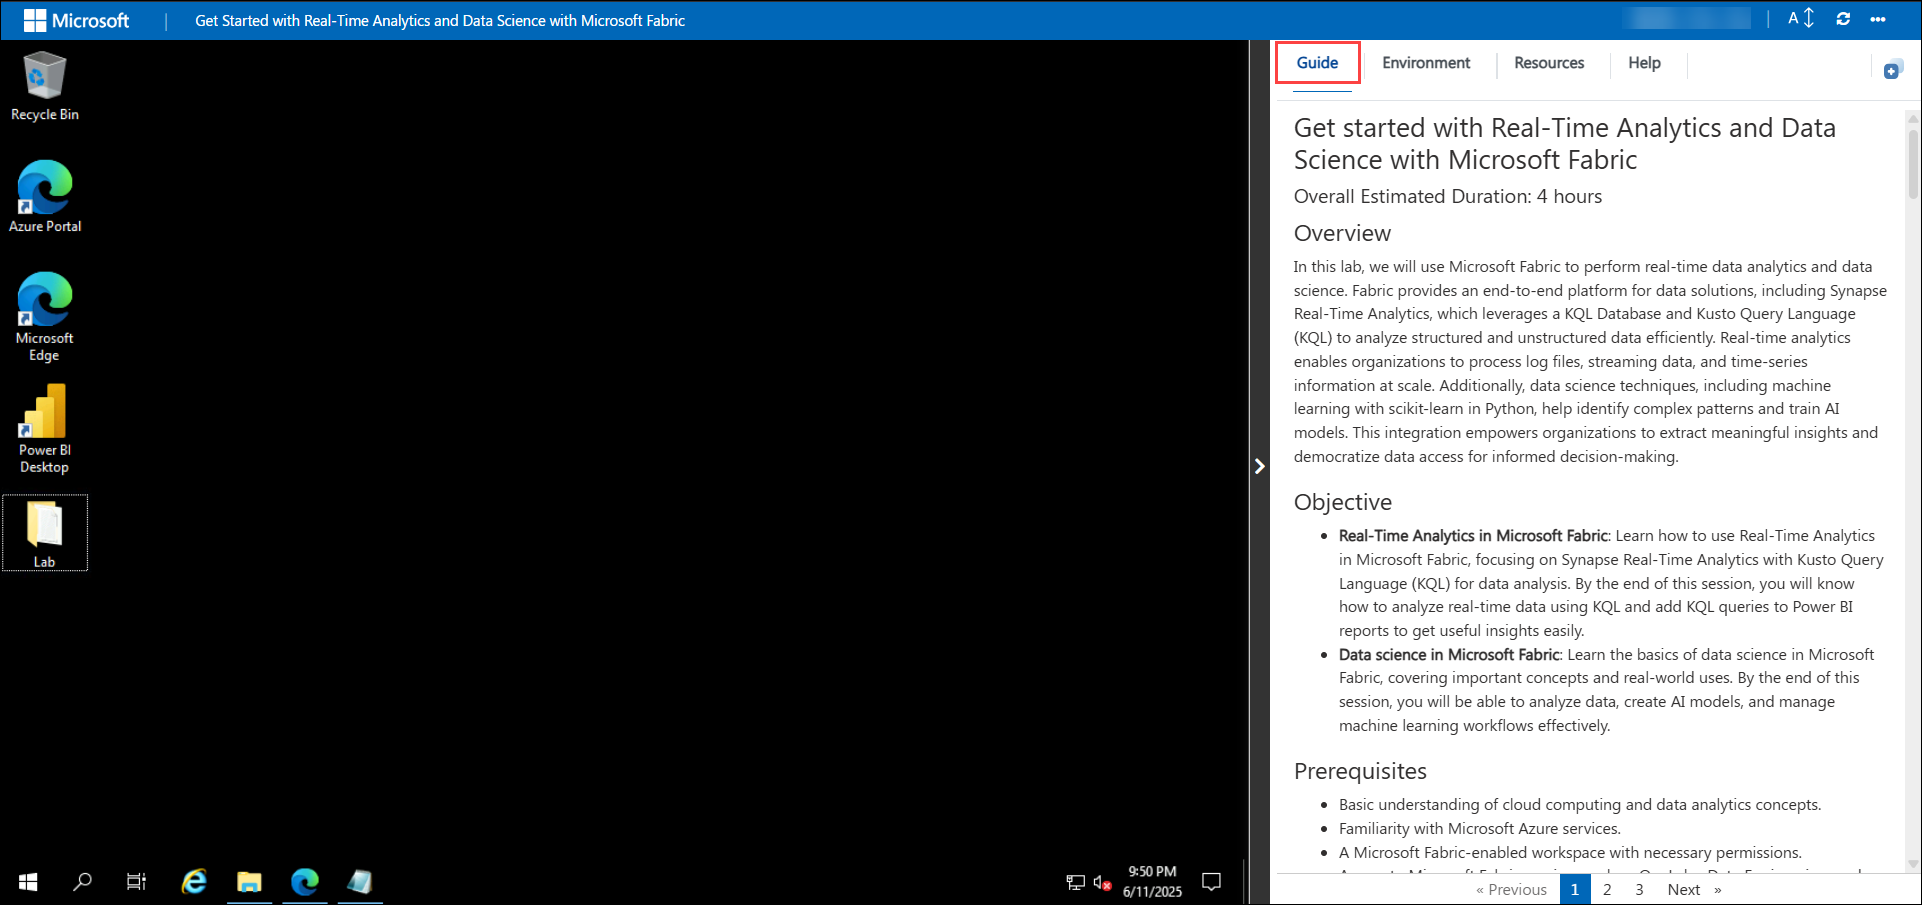 Microsoft
Get Started with Real-Time Analytics and Data Science with Microsoft Fabric
A
Recycle Bin
Azure Portal
Microsoft
Edge
Power BI
Desktop
Lab
9:50 PM
6/11/2025
Guide
Environment
Resources
Help
Get started with Real-Time Analytics and Data
Science with Microsoft Fabric
Overall Estimated Duration: 4 hours
Overview
In this lab, we will use Microsoft Fabric to perform real-time data analytics and data
science. Fabric provides an end-to-end platform for data solutions, including Synapse
Real-Time Analytics, which leverages a KQL Database and Kusto Query Language
(KQL) to analyze structured and unstructured data efficiently. Real-time analytics
enables organizations to process log files, streaming data, and time-series
information at scale. Additionally, data science techniques, including machine
learning with scikit-learn in Python, help identify complex patterns and train AI
models. This integration empowers organizations to extract meaningful insights and
democratize data access for informed decision-making.
Objective
• Real-Time Analytics in Microsoft Fabric: Learn how to use Real-Time Analytics
in Microsoft Fabric, focusing on Synapse Real-Time Analytics with Kusto Query
Language (KQL) for data analysis. By the end of this session, you will know
how to analyze real-time data using KQL and add KQL queries to Power BI
reports to get useful insights easily.
• Data science in Microsoft Fabric: Learn the basics of data science in Microsoft
Fabric, covering important concepts and real-world uses. By the end of this
session, you will be able to analyze data, create AI models, and manage
machine learning workflows effectively.
Prerequisites
• Basic understanding of cloud computing and data analytics concepts.
• Familiarity with Microsoft Azure services.
• A Microsoft Fabric-enabled workspace with necessary permissions.
« Previous 1 2 3 Next »